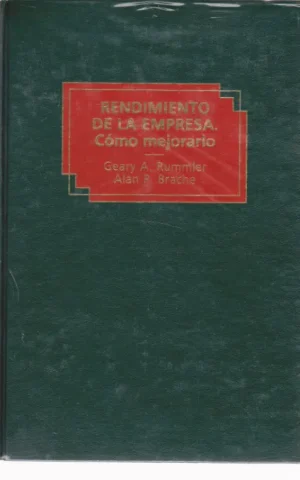 RENDIMIENTO
DE LA EMPRESA.
Cómo mejorarlo
Geary A. Rummler
Alan P. Brache